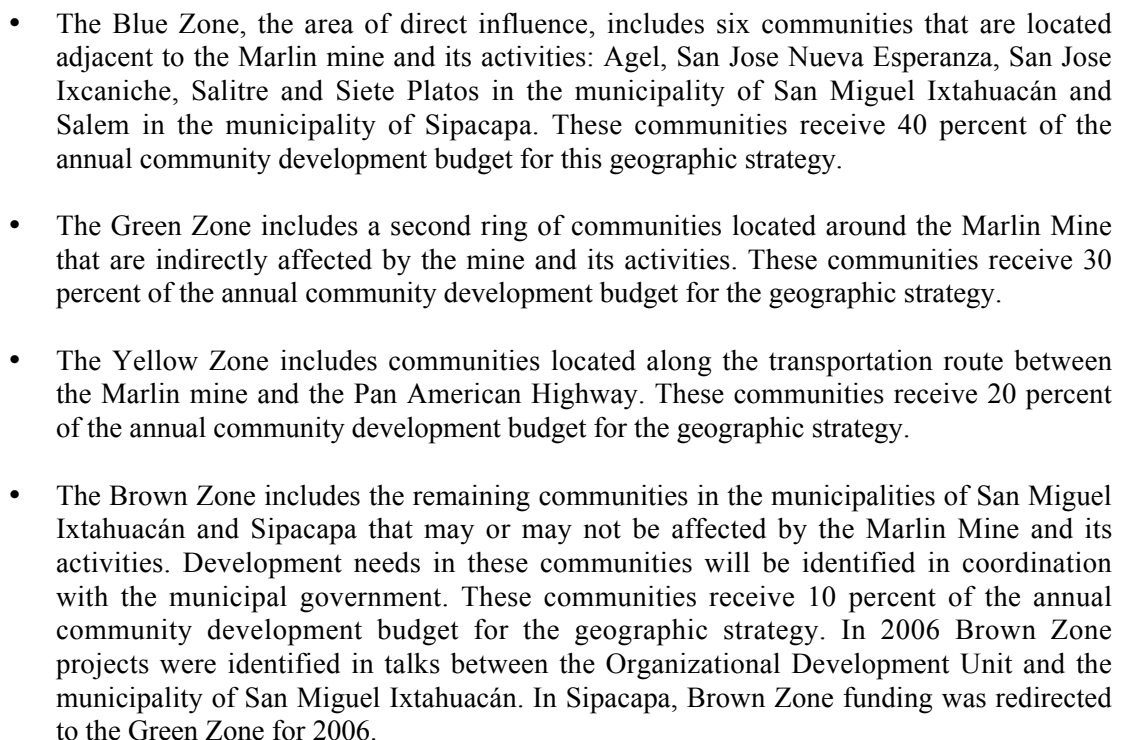 • The Blue Zone, the area of direct influence, includes six communities that are located
adjacent to the Marlin mine and its activities: Agel, San Jose Nueva Esperanza, San Jose
Ixcaniche, Salitre and Siete Platos in the municipality of San Miguel Ixtahuacán and
Salem in the municipality of Sipacapa. These communities receive 40 percent of the
annual community development budget for this geographic strategy.
• The Green Zone includes a second ring of communities located around the Marlin Mine
that are indirectly affected by the mine and its activities. These communities receive 30
percent of the annual community development budget for the geographic strategy.
• The Yellow Zone includes communities located along the transportation route between
the Marlin mine and the Pan American Highway. These communities receive 20 percent
of the annual community development budget for the geographic strategy.
• The Brown Zone includes the remaining communities in the municipalities of San Miguel
Ixtahuacán and Sipacapa that may or may not be affected by the Marlin Mine and its
activities. Development needs in these communities will be identified in coordination
with the municipal government. These communities receive 10 percent of the annual
community development budget for the geographic strategy. In 2006 Brown Zone
projects were identified in talks between the Organizational Development Unit and the
municipality of San Miguel Ixtahuacán. In Sipacapa, Brown Zone funding was redirected
to the Green Zone for 2006.